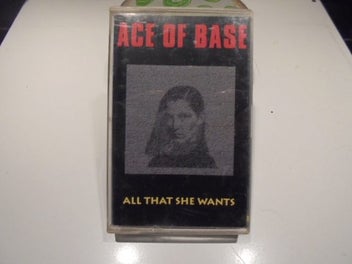 ACE OF BASE
ALL THAT SHE WANTS